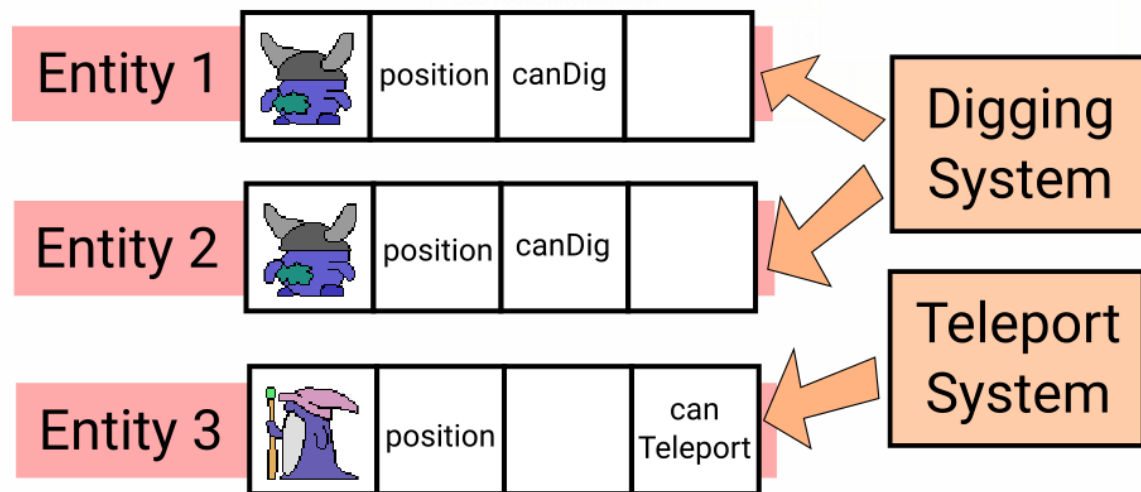 Entity 1
position
canDig
Digging
System
Entity 2
position
canDig
Teleport
System
Entity 3
position
can
Teleport